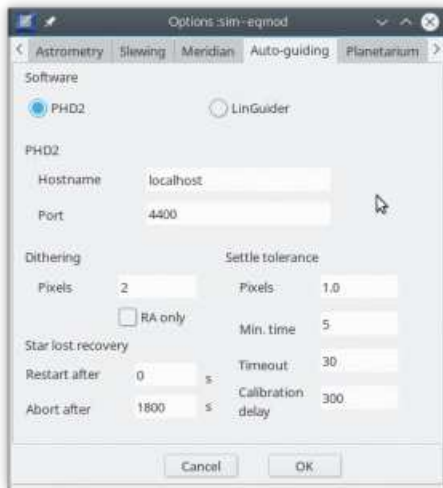 Options :sim-eqmod
Astrometry Slewing Meridian Auto-guiding Planetarium
Software
PHD2 LinGuider
PHD2
Hostname localhost
Port 4400
Dithering Settle tolerance
Pixels 2 Pixels 1.0
RA only
Min. time 5
Star lost recovery
Timeout 30
Restart after 0 s
Calibration delay 300
Abort after 1800 s
Cancel OK